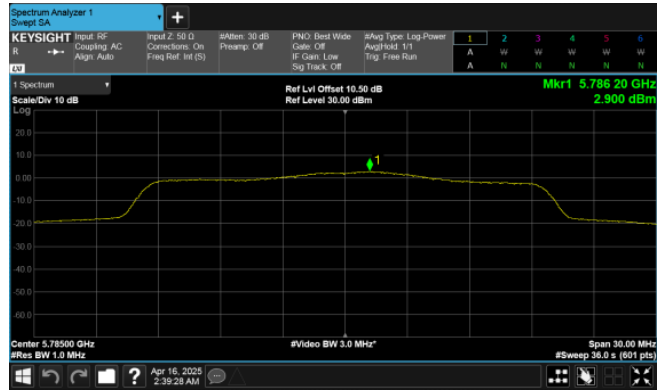 Spectrum Analyzer 1
Swept SA
+
KEYSIGHT
R
LXI
Input: RF
Coupling: AC
Align: Auto
Input Z: 50 Ω
Corrections: On
Freq Ref: Int (S)
#Atten: 30 dB
Preamp: Off
PNO: Best Wide
Gate: Off
IF Gain: Low
Sig Track: Off
#Avg Type: Log-Power
Avg|Hold: 1/1
Trig: Free Run
1 2 3 4 5 6
A W W W W W
A N N N N N
1 Spectrum
Scale/Div 10 dB
Log
Ref Lvl Offset 10.50 dB
Ref Level 30.00 dBm
Mkr1 5.786 20 GHz
2.900 dBm
1
20.0
10.0
0.00
-10.0
-20.0
-30.0
-40.0
-50.0
-60.0
Center 5.78500 GHz
#Res BW 1.0 MHz
#Video BW 3.0 MHz*
Span 30.00 MHz
#Sweep 36.0 s (601 pts)
?
Apr 16, 2025
2:39:28 AM